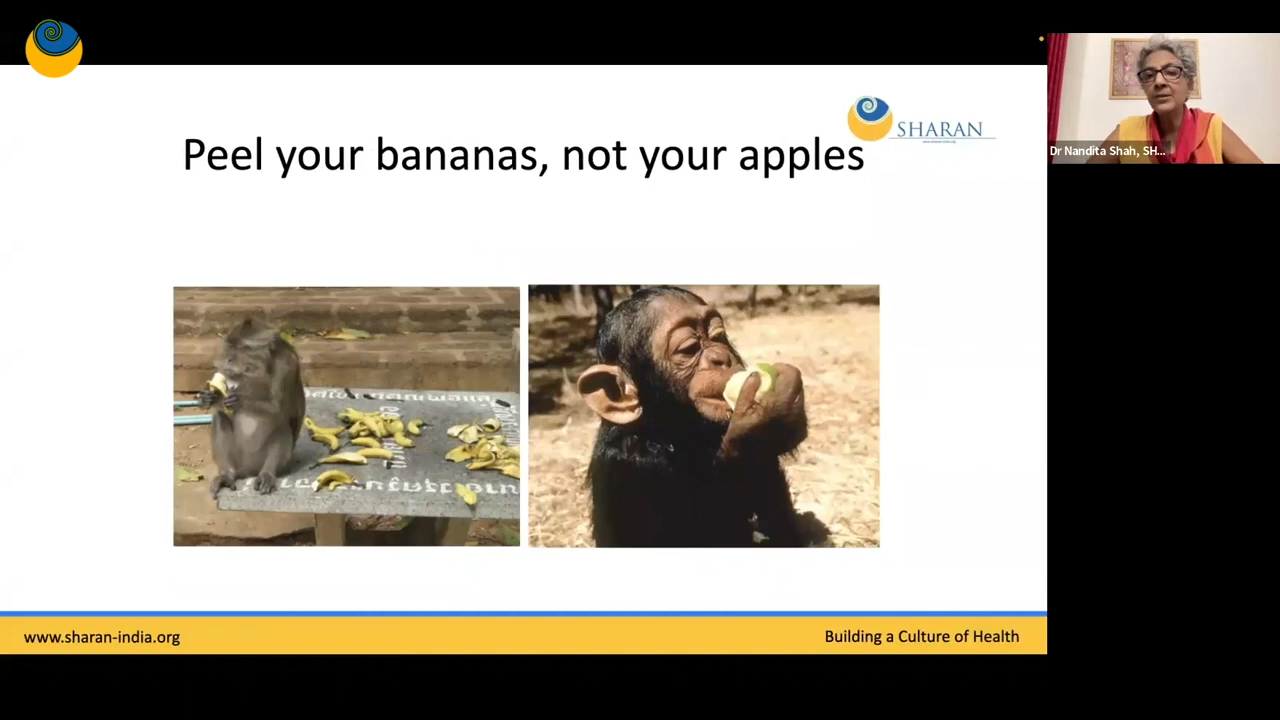 Peel your bananas, not your apples
SHARAN
Dr Nandita Shah, SH...
www.sharan-india.org
Building a Culture of Health